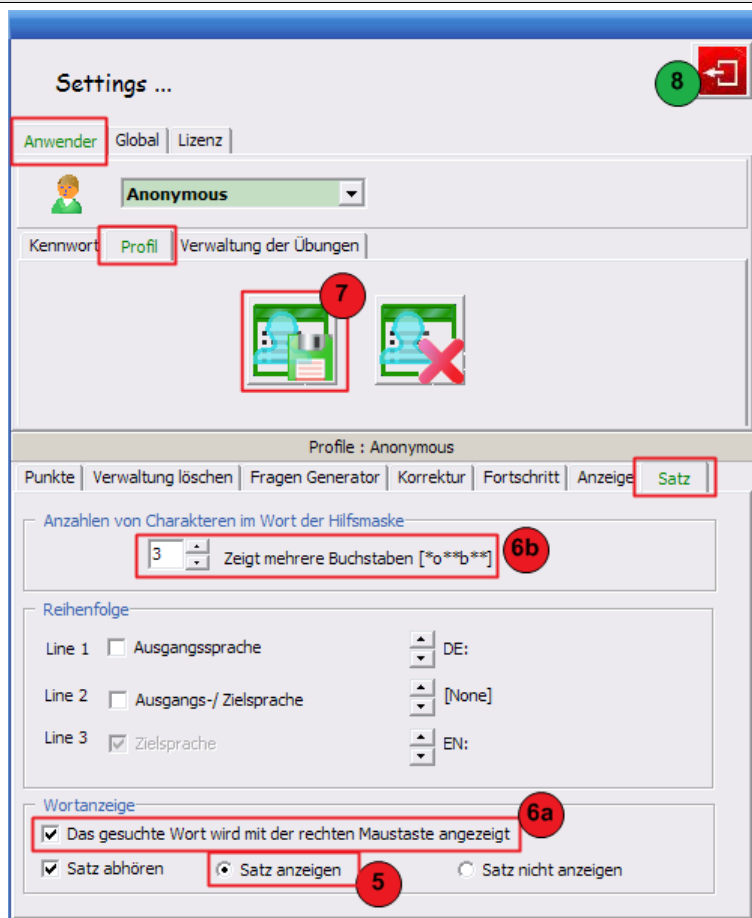 Settings ...
8
Anwender Global Lizenz
Anonymous
Kennwort Profil Verwaltung der Übungen
7
Profile : Anonymous
Punkte Verwaltung löschen Fragen Generator Korrektur Fortschritt Anzeige Satz
Anzahlen von Charakteren im Wort der Hilfsmaske
3 Zeigt mehrere Buchstaben [*o**b**] 6b
Reihenfolge
Line 1 Ausgangssprache DE:
Line 2 Ausgangs-/ Zielsprache [None]
Line 3 Zielsprache EN:
Wortanzeige
6a
Das gesuchte Wort wird mit der rechten Maustaste angezeigt
Satz abhören Satz anzeigen Satz nicht anzeigen
5